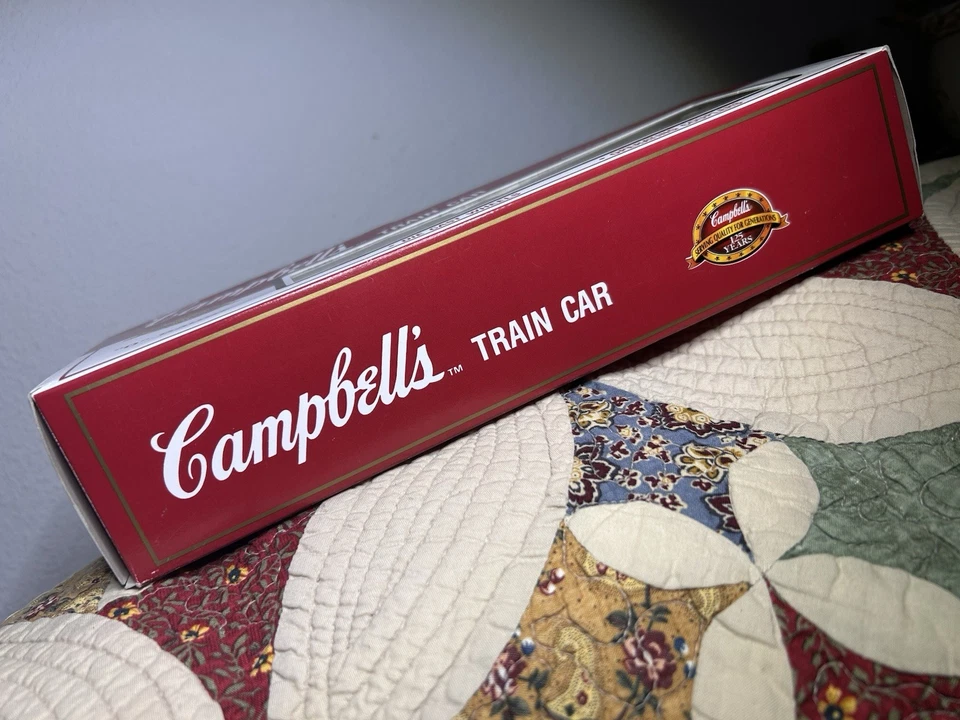 Campbell's™ TRAIN CAR
Campbell's
SERVING QUALITY FOR GENERATIONS
125
YEARS